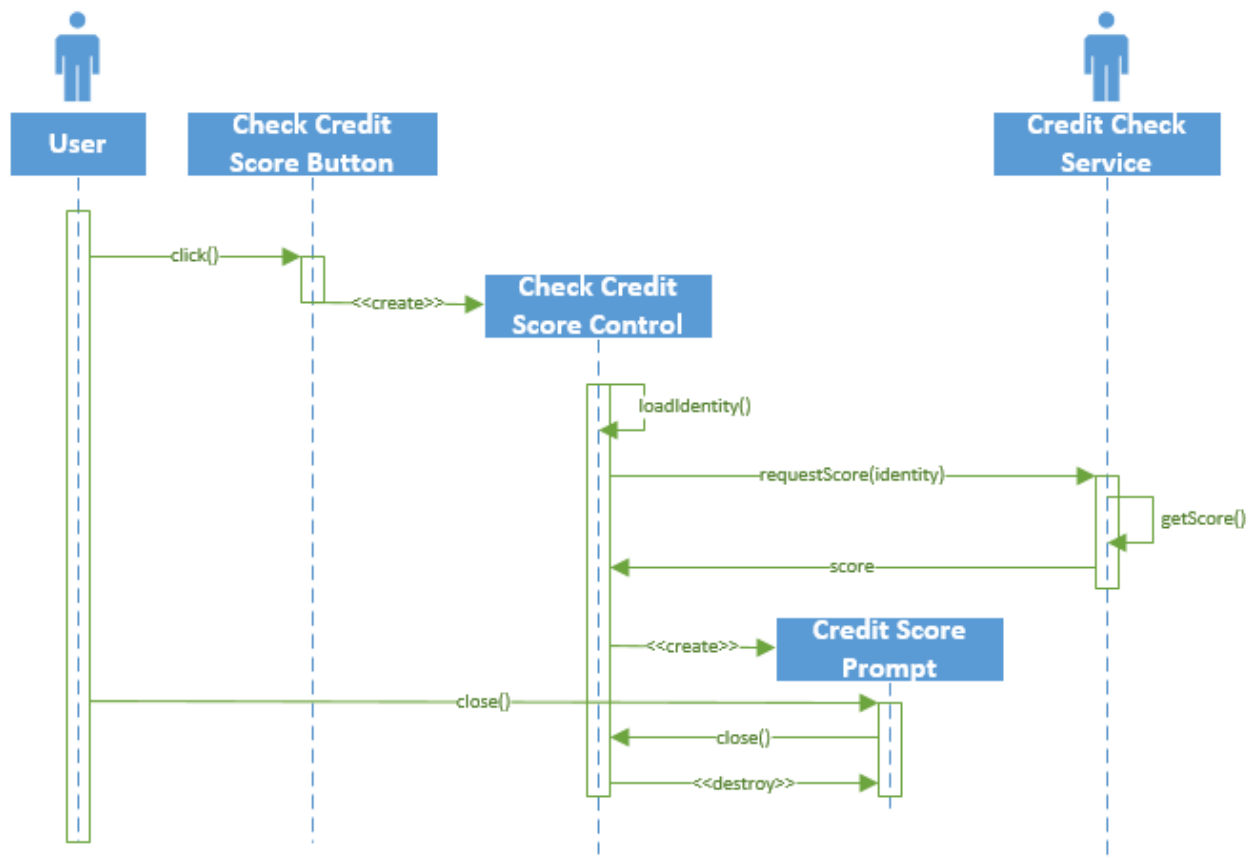 User
Check Credit
Score Button
Credit Check
Service
click()
<<create>>
Check Credit
Score Control
loadIdentity()
requestScore(identity)
getScore()
score
<<create>>
Credit Score
Prompt
close()
close()
<<destroy>>